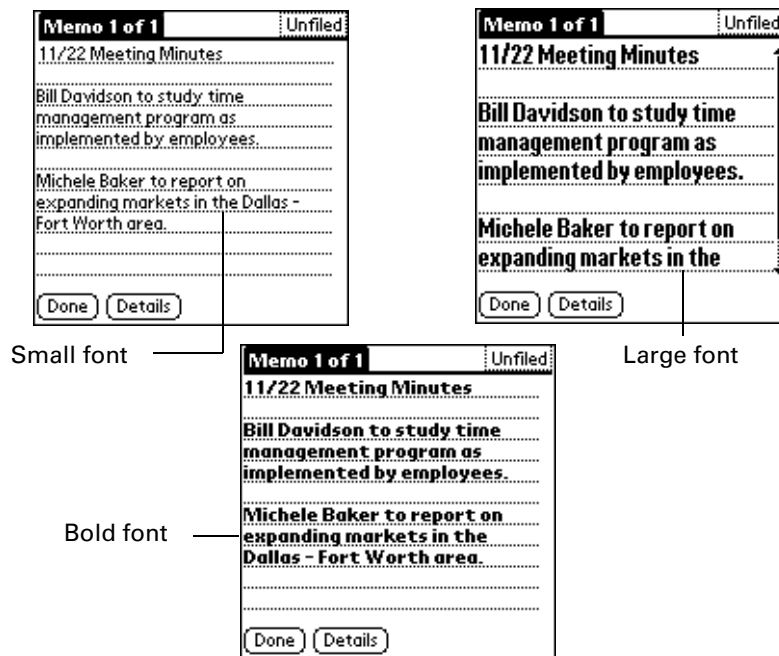 Memo 1 of 1 Unfiled
11/22 Meeting Minutes
Bill Davidson to study time
management program as
implemented by employees.
Michele Baker to report on
expanding markets in the Dallas -
Fort Worth area.
Done Details
Small font
Memo 1 of 1 Unfiled
11/22 Meeting Minutes
Bill Davidson to study time
management program as
implemented by employees.
Michele Baker to report on
expanding markets in the
Done Details
Large font
Memo 1 of 1 Unfiled
11/22 Meeting Minutes
Bill Davidson to study time
management program as
implemented by employees.
Michele Baker to report on
expanding markets in the
Dallas - Fort Worth area.
Done Details
Bold font